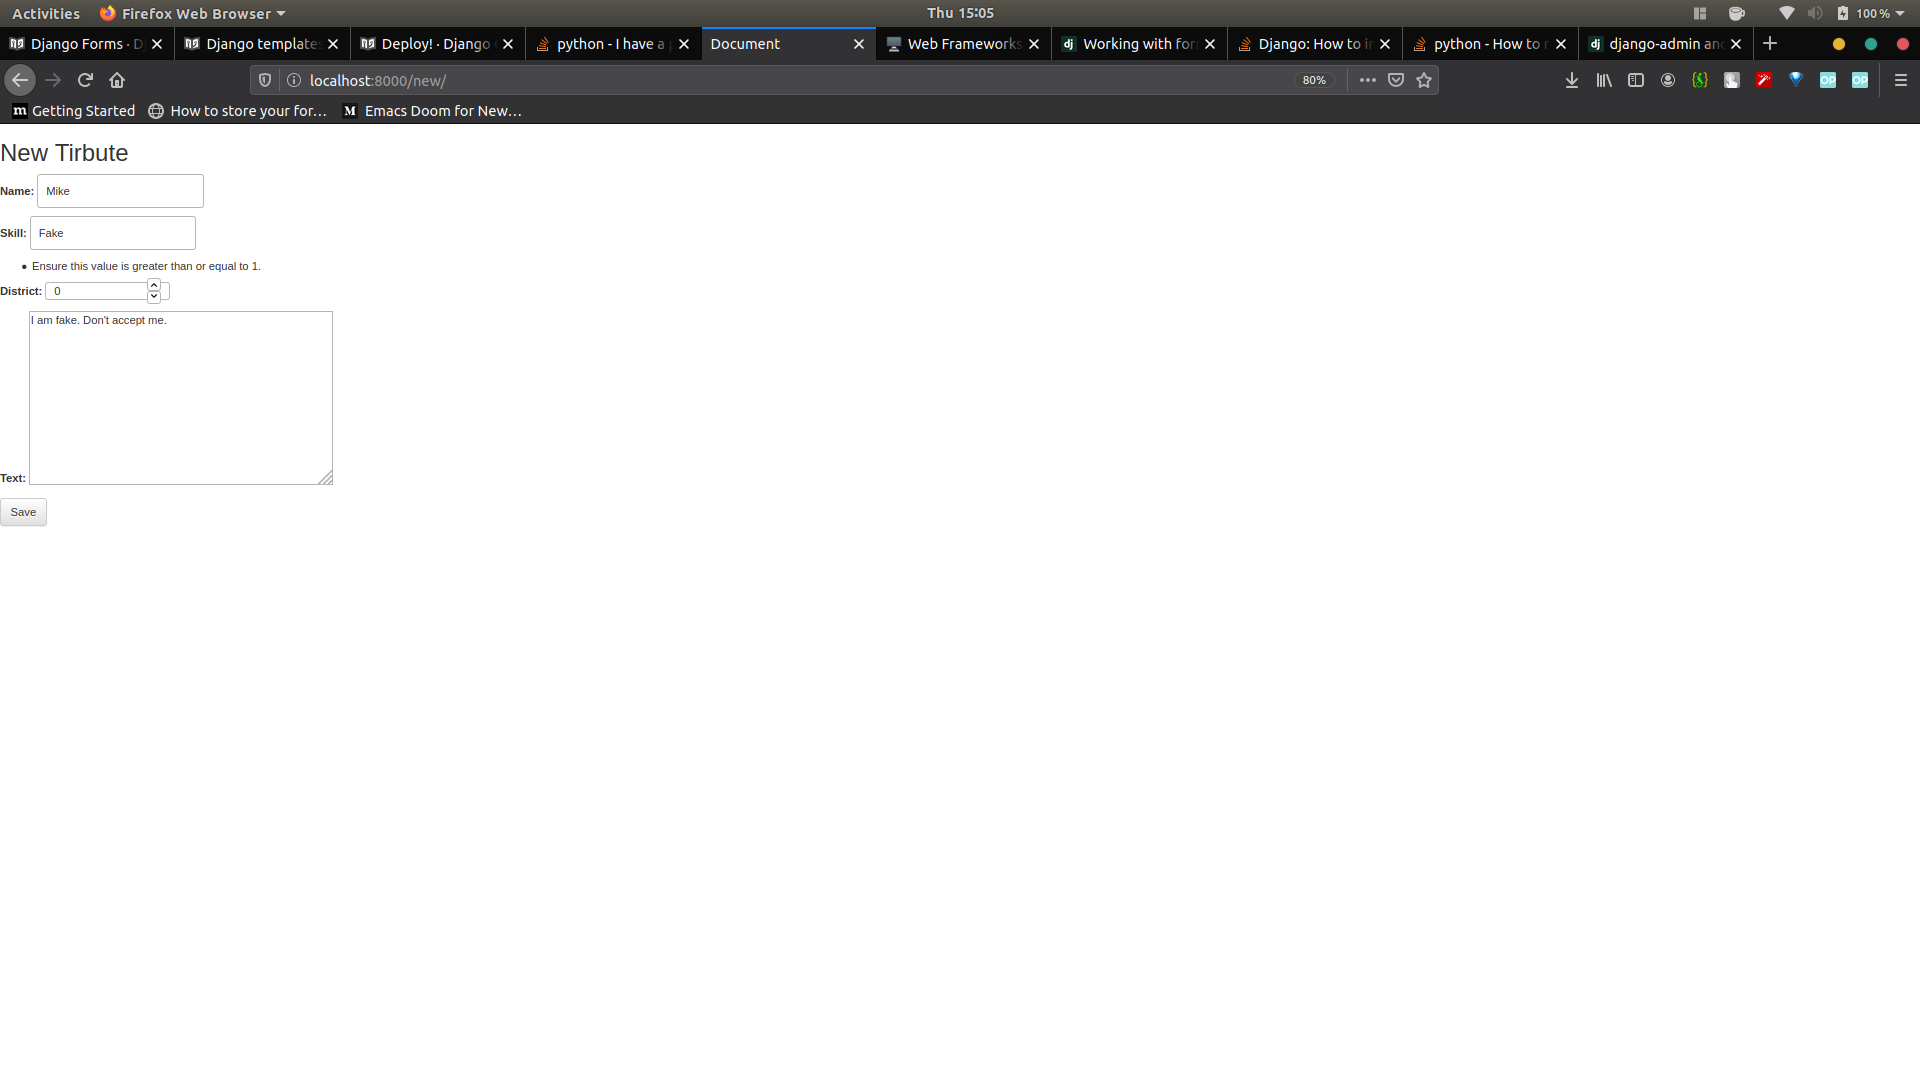 Activities Firefox Web Browser Thu 15:05 100 %
Django Forms · D Django templates Deploy! · Django python - I have a p Document Web Frameworks Working with for Django: How to i python - How to r django-admin and
localhost:8000/new/ 80%
Getting Started How to store your for... Emacs Doom for New...
New Tirbute
Name: Mike
Skill: Fake
Ensure this value is greater than or equal to 1.
District: 0
I am fake. Don't accept me.
Text:
Save